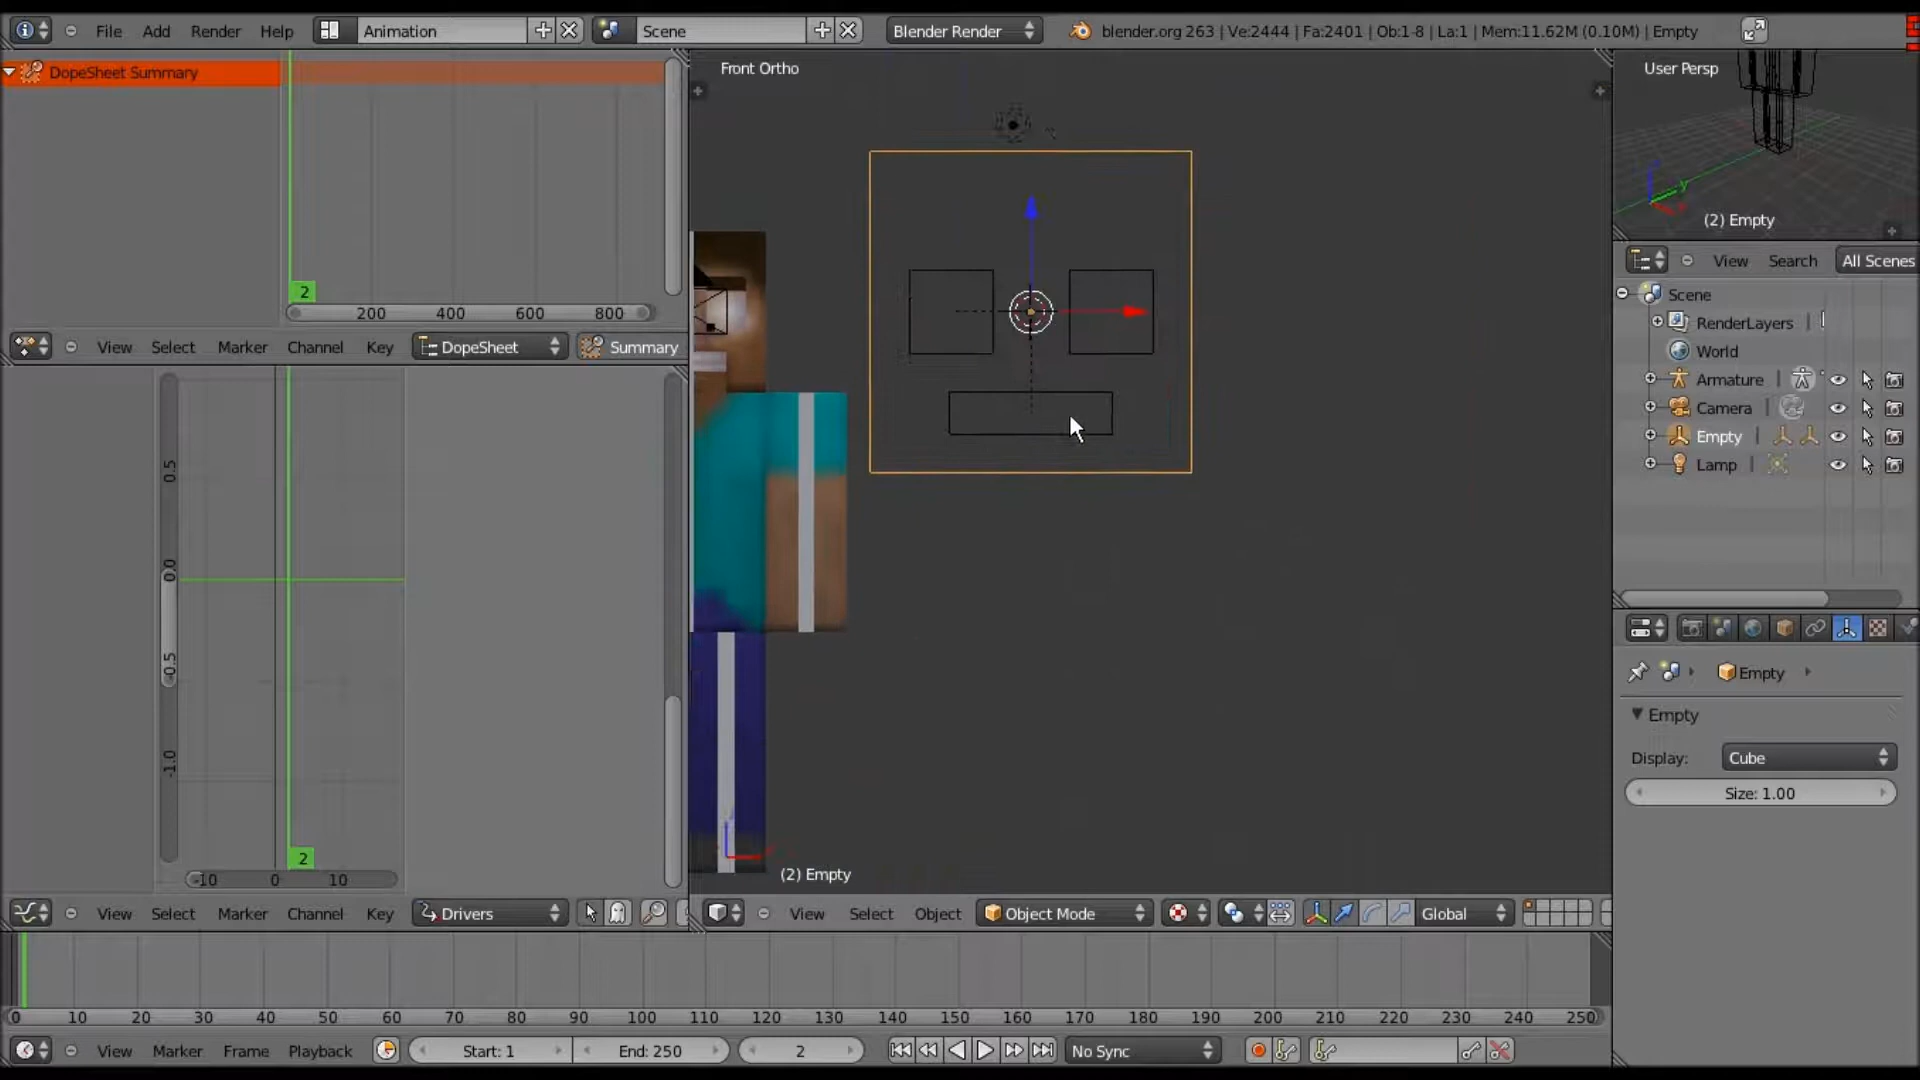 File Add Render Help Animation Scene Blender Render blender.org 263 | Ve:2444 | Fa:2401 | Ob:1-8 | La:1 | Mem:11.62M (0.10M) | Empty
DopeSheet Summary
2
200 400 600 800
View Select Marker Channel Key DopeSheet Summary
0.5
0.0
-0.5
-1.0
2
-10 0 10
View Select Marker Channel Key Drivers
Front Ortho
(2) Empty
View Select Object Object Mode Global
User Persp
(2) Empty
View Search All Scenes
Scene
RenderLayers
World
Armature
Camera
Empty
Lamp
Empty
Empty
Display: Cube
Size: 1.00
0 10 20 30 40 50 60 70 80 90 100 110 120 130 140 150 160 170 180 190 200 210 220 230 240 250
View Marker Frame Playback Start: 1 End: 250 2 No Sync